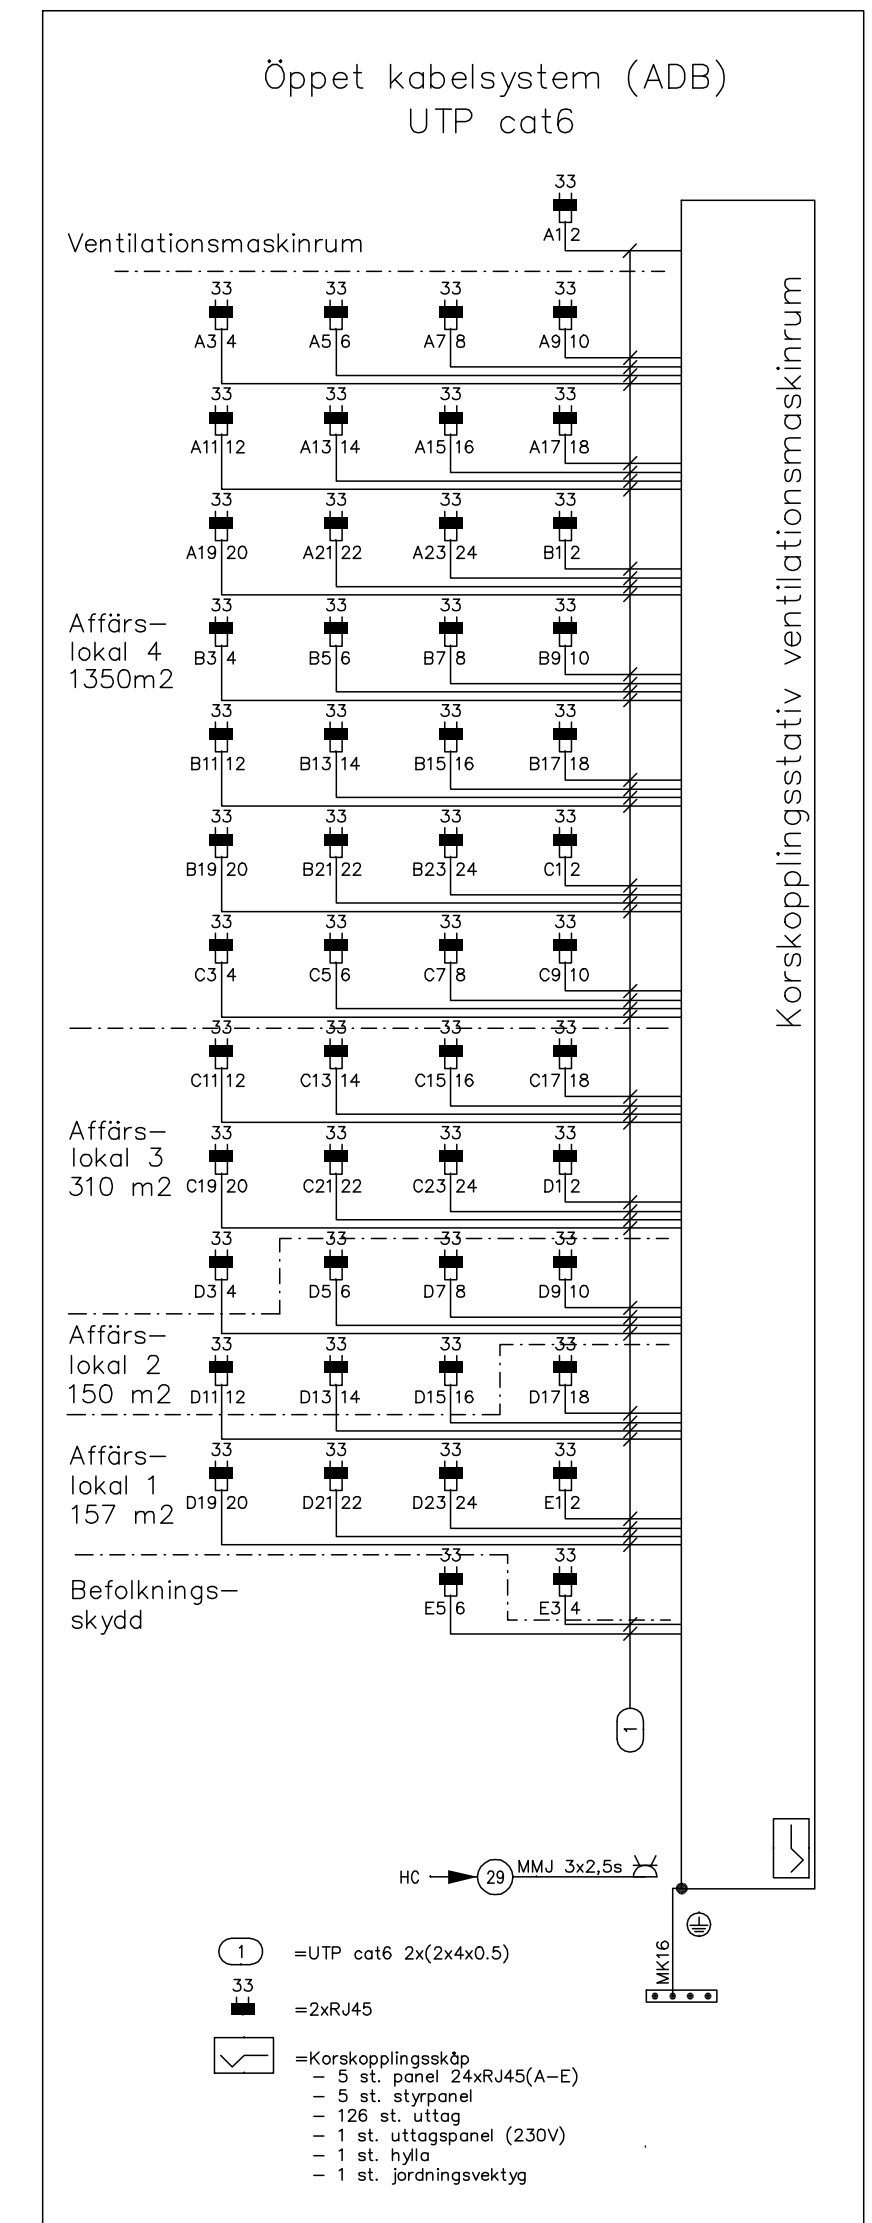 Öppet kabelsystem (ADB)
UTP cat6
33
A1 2
Ventilationsmaskinrum
33 33 33 33
A3 4 A5 6 A7 8 A9 10
33 33 33 33
A11 12 A13 14 A15 16 A17 18
33 33 33 33
A19 20 A21 22 A23 24 B1 2
Affärs-
lokal 4
1350m2
33 33 33 33
B3 4 B5 6 B7 8 B9 10
33 33 33 33
B11 12 B13 14 B15 16 B17 18
33 33 33 33
B19 20 B21 22 B23 24 C1 2
33 33 33 33
C3 4 C5 6 C7 8 C9 10
33 33 33 33
C11 12 C13 14 C15 16 C17 18
Affärs-
lokal 3
310 m2
33 33 33 33
C19 20 C21 22 C23 24 D1 2
33 33 33 33
D3 4 D5 6 D7 8 D9 10
Affärs-
lokal 2
150 m2
33 33 33 33
D11 12 D13 14 D15 16 D17 18
Affärs-
lokal 1
157 m2
33 33 33 33
D19 20 D21 22 D23 24 E1 2
Befolknings-
skydd
33 33
E5 6 E3 4
Korskopplingsstativ ventilationsmaskinrum
1
HC 29 MMJ 3x2,5s
MK16
1 =UTP cat6 2x(2x4x0.5)
33
=2xRJ45
=Korskopplingsskåp
- 5 st. panel 24xRJ45(A-E)
- 5 st. styrpanel
- 126 st. uttag
- 1 st. uttagspanel (230V)
- 1 st. hylla
- 1 st. jordningsvektyg